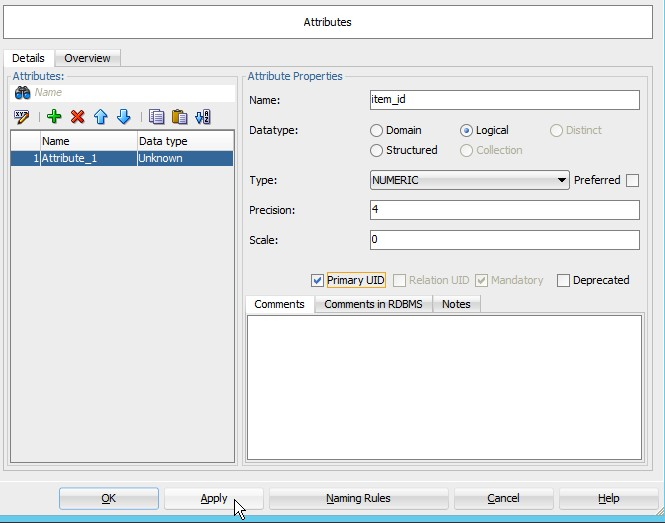 Attributes
Details Overview
Attributes:
Name
XY
A
Z
Name Data type
1 Attribute_1 Unknown
Attribute Properties
Name: item_id
Datatype: Domain Logical Distinct
Structured Collection
Type: NUMERIC Preferred
Precision: 4
Scale: 0
Primary UID Relation UID Mandatory Deprecated
Comments Comments in RDBMS Notes
OK Apply Naming Rules Cancel Help